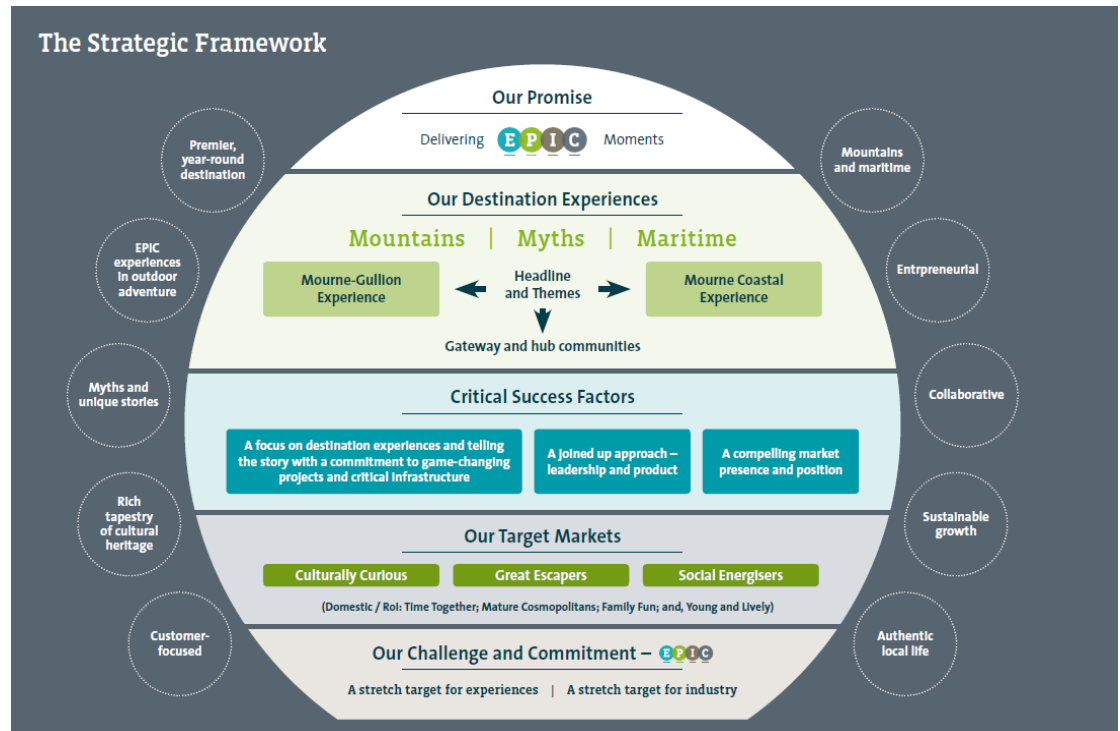 The Strategic Framework
Our Promise
Delivering EPIC Moments
Premier,
year-round
destination
Mountains
and maritime
Our Destination Experiences
Mountains | Myths | Maritime
EPIC
experiences
in outdoor
adventure
Mourne-Gullion
Experience
Headline
and Themes
Mourne Coastal
Experience
Entrpreneurial
Gateway and hub communities
Myths and
unique stories
Critical Success Factors
Collaborative
A focus on destination experiences and telling
the story with a commitment to game-changing
projects and critical infrastructure
A joined up approach –
leadership and product
A compelling market
presence and position
Rich
tapestry
of cultural
heritage
Sustainable
growth
Our Target Markets
Culturally Curious
Great Escapers
Social Energisers
(Domestic / RoI: Time Together; Mature Cosmopolitans; Family Fun; and, Young and Lively)
Customer-
focused
Authentic
local life
Our Challenge and Commitment – EPIC
A stretch target for experiences | A stretch target for industry